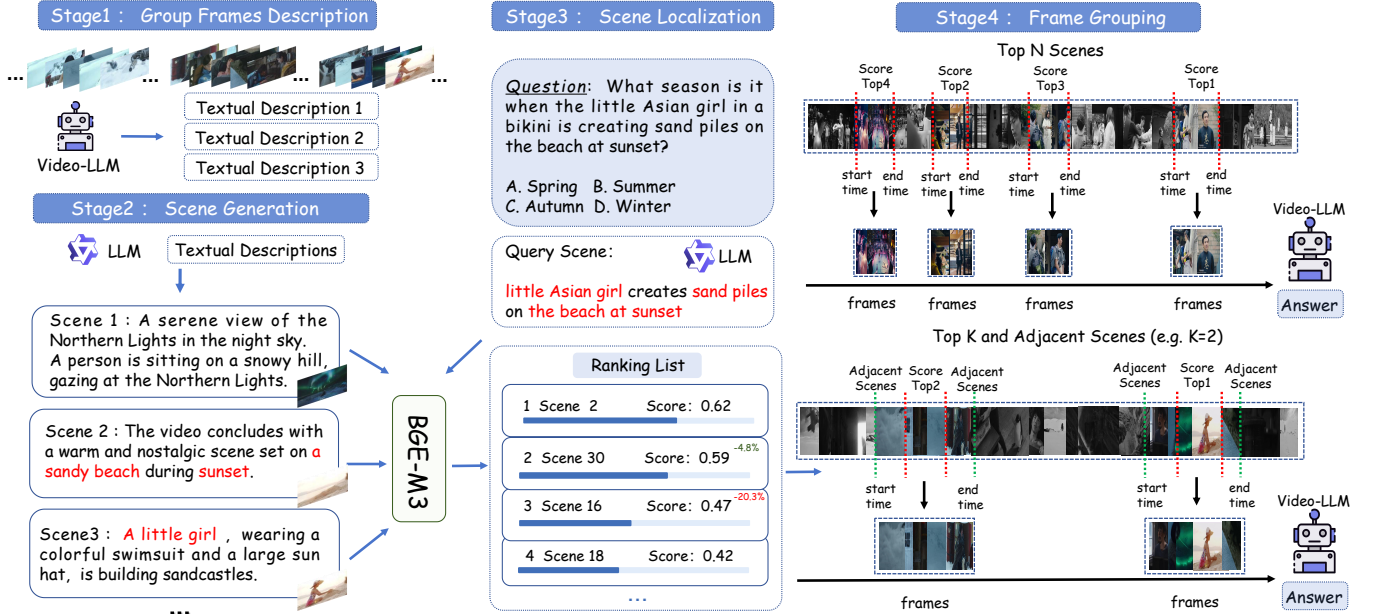 Stage1： Group Frames Description
...
...
...
...
Video-LLM
Textual Description 1
Textual Description 2
Textual Description 3
Stage2： Scene Generation
LLM
Textual Descriptions
Scene 1 : A serene view of the
Northern Lights in the night sky.
A person is sitting on a snowy hill,
gazing at the Northern Lights.
Scene 2 : The video concludes with
a warm and nostalgic scene set on a
sandy beach during sunset.
Scene3 : A little girl , wearing a
colorful swimsuit and a large sun
hat, is building sandcastles.
...
BGE-M3
Stage3： Scene Localization
Question: What season is it
when the little Asian girl in a
bikini is creating sand piles on
the beach at sunset?
A. Spring B. Summer
C. Autumn D. Winter
Query Scene:
LLM
little Asian girl creates sand piles
on the beach at sunset
Ranking List
1 Scene 2 Score: 0.62
2 Scene 30 Score: 0.59 -4.8%
3 Scene 16 Score: 0.47 -20.3%
4 Scene 18 Score: 0.42
...
Stage4： Frame Grouping
Top N Scenes
Score Top4
Score Top2
Score Top3
Score Top1
start time
end time
start time
end time
start time
end time
start time
end time
Video-LLM
frames
frames
frames
frames
Answer
Top K and Adjacent Scenes (e.g. K=2)
Adjacent Scenes
Score Top2
Adjacent Scenes
Adjacent Scenes
Score Top1
Adjacent Scenes
start time
end time
start time
end time
Video-LLM
frames
frames
Answer